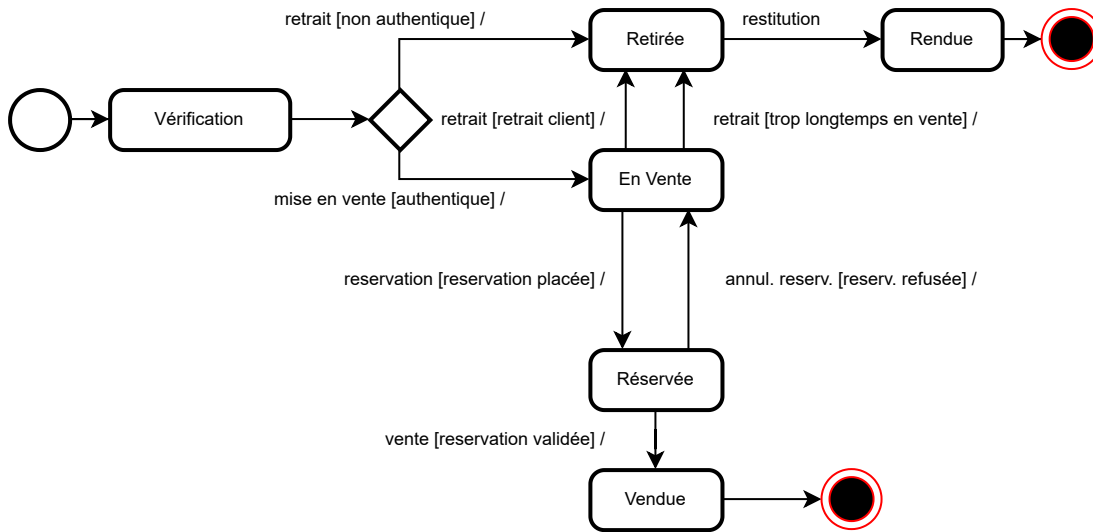 retrait [non authentique] /
Retirée
restitution
Rendue
Vérification
retrait [retrait client] /
retrait [trop longtemps en vente] /
mise en vente [authentique] /
En Vente
reservation [reservation placée] /
annul. reserv. [reserv. refusée] /
Réservée
vente [reservation validée] /
Vendue